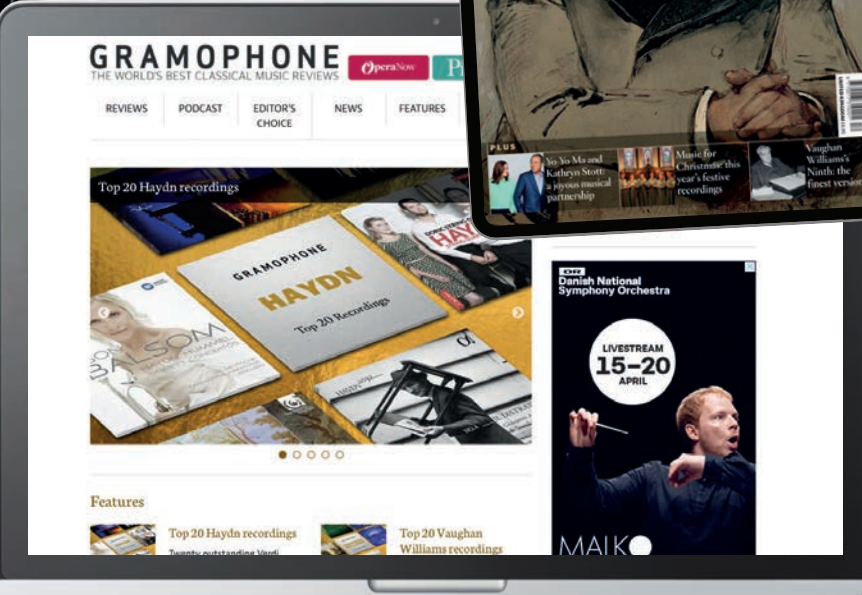 GRAMOPHONE
THE WORLD'S BEST CLASSICAL MUSIC REVIEWS
OperaNow
REVIEWS
PODCAST
EDITOR'S
CHOICE
NEWS
FEATURES
PLUS
Yo-Yo Ma and
Kathryn Stott:
a joyous musical
partnership
Music for
Christmas: this
year's festive
recordings
Vaughan
Williams's
Ninth: the
finest version
Top 20 Haydn recordings
GRAMOPHONE
HAYDN
Top 20 Recordings
BALSOM
HAY
DR
Danish National
Symphony Orchestra
LIVESTREAM
15–20
APRIL
MALKO
Features
Top 20 Haydn recordings
Twenty outstanding Verdi
Top 20 Vaughan
Williams recordings